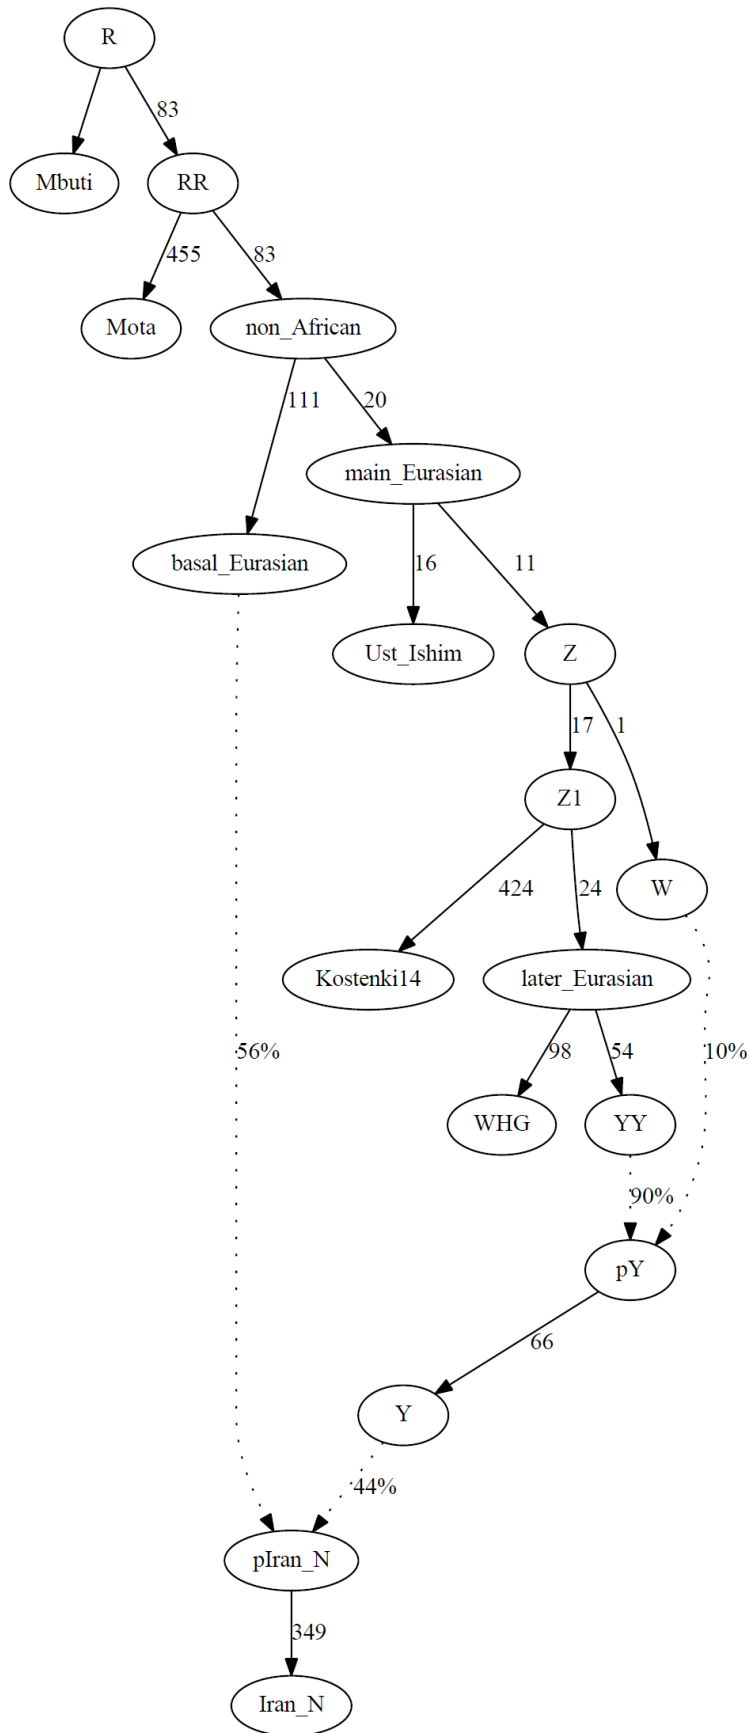 R
83
Mbuti
RR
455
83
Mota
non_African
111
20
main_Eurasian
basal_Eurasian
16
11
Ust_Ishim
Z
17
1
Z1
W
424
24
Kostenki14
later_Eurasian
56%
98
54
10%
WHG
YY
90%
pY
66
Y
44%
pIran_N
349
Iran_N